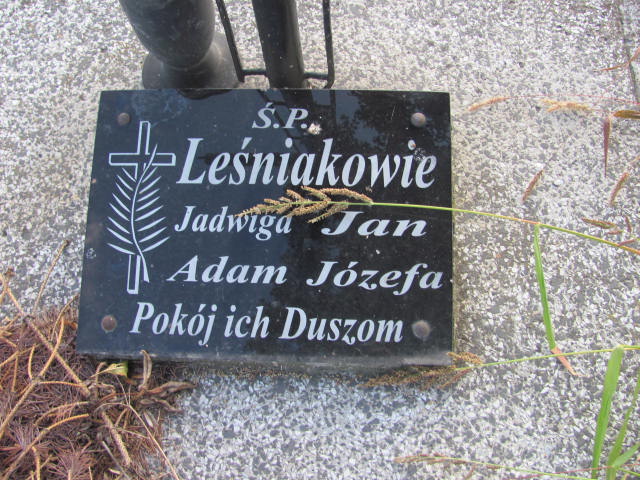 Ś.P.
Leśniakowie
Jadwiga Jan
Adam Józefa
Pokój ich Duszom